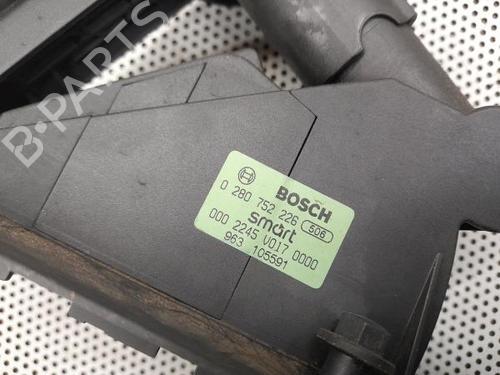 B-PARTS
BOSCH
0 280 752 226 506
smart
000 2245 V017 0000
963 105591